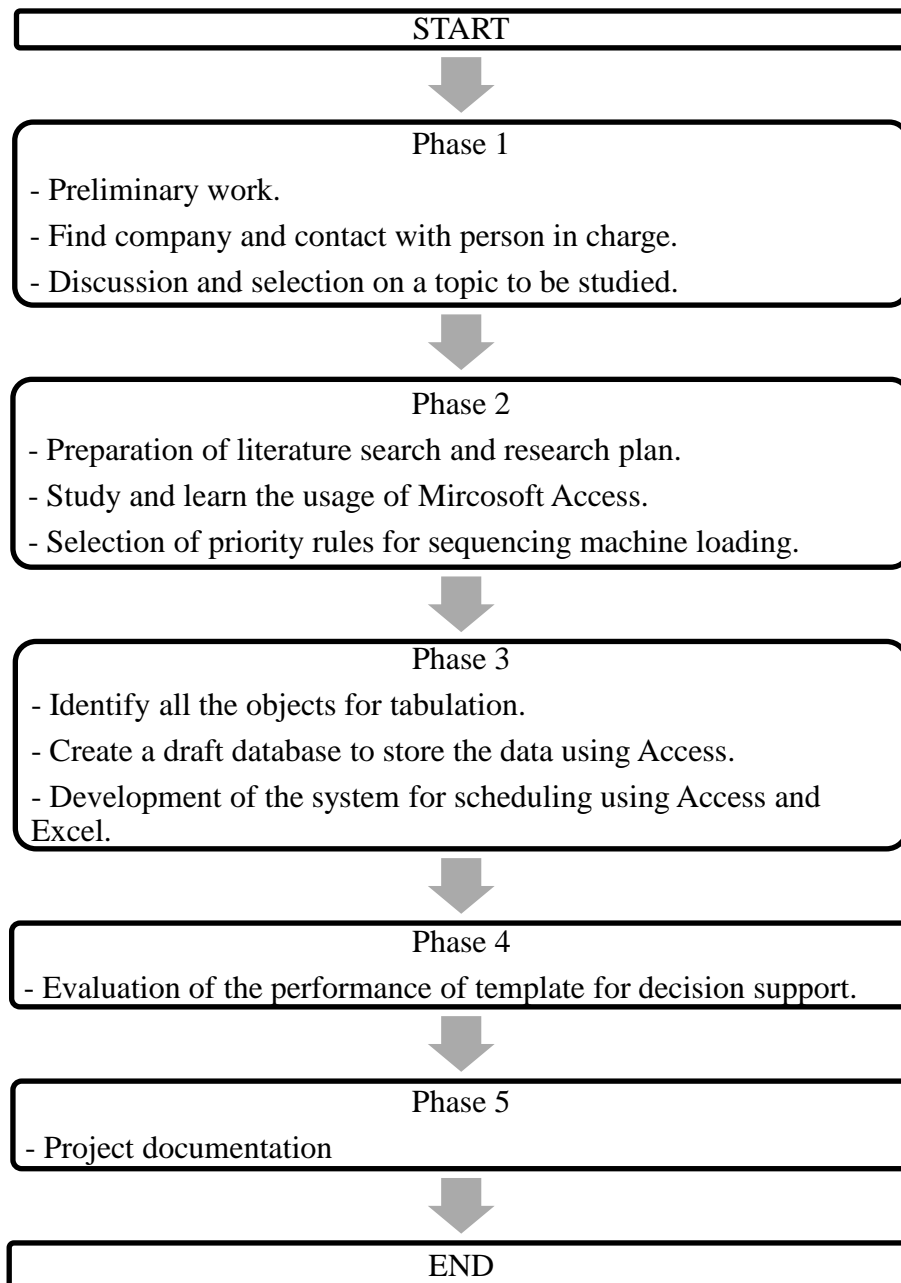 START
Phase 1
- Preliminary work.
- Find company and contact with person in charge.
- Discussion and selection on a topic to be studied.
Phase 2
- Preparation of literature search and research plan.
- Study and learn the usage of Mircosoft Access.
- Selection of priority rules for sequencing machine loading.
Phase 3
- Identify all the objects for tabulation.
- Create a draft database to store the data using Access.
- Development of the system for scheduling using Access and
Excel.
Phase 4
- Evaluation of the performance of template for decision support.
Phase 5
- Project documentation
END